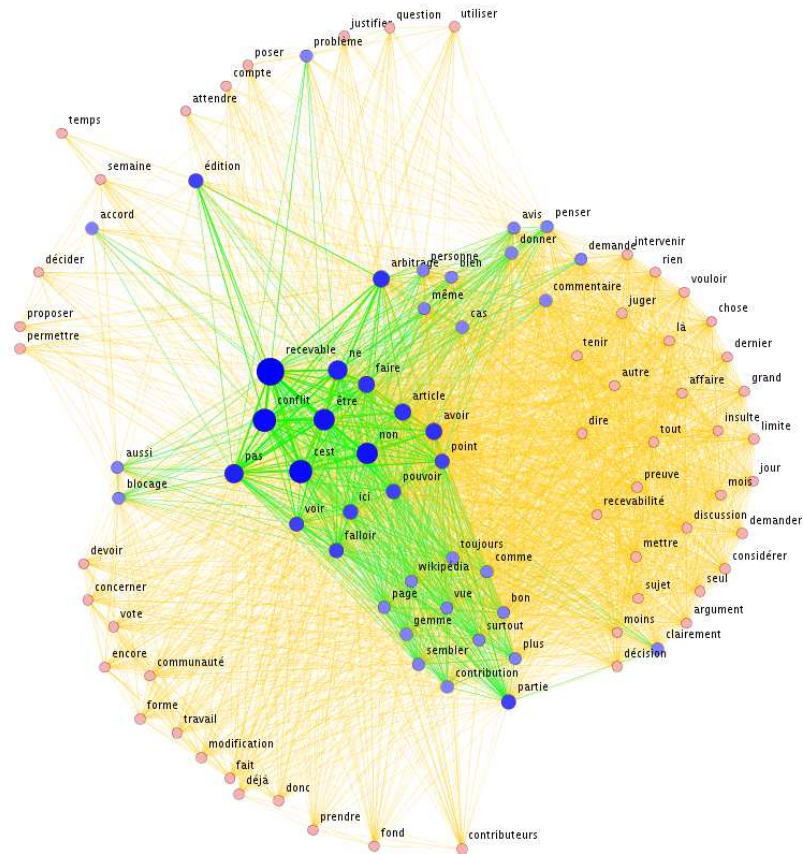 utiliser
question
justifier
problème
poser
compte
attendre
temps
semaine
édition
accord
avis
penser
donner
demande
intervenir
décider
arbitrage
personne
bien
rien
commentaire
vouloir
même
juger
chose
proposer
cas
là
permettre
tenir
dernier
recevable
ne
faire
autre
affaire
grand
conflit
être
article
avoir
dire
insulte
tout
limite
pas
cest
non
point
aussi
pouvoir
preuve
jour
blocage
ici
mois
voir
recevabilité
discussion
demander
falloir
toujours
mettre
devoir
comme
considérer
wikipédia
concerner
page
vue
bon
sujet
seul
vote
gemme
surtout
moins
argument
clairement
encore
communauté
sembler
plus
décision
contribution
partie
forme
travail
modification
fait
déjà
donc
prendre
fond
contributeurs